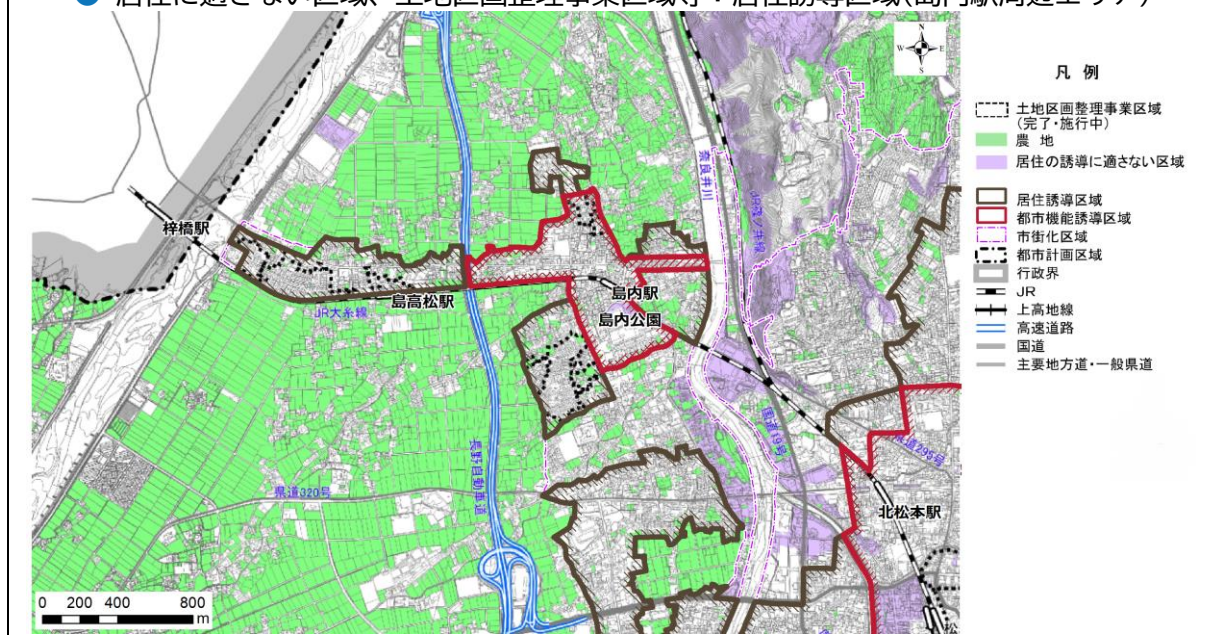 居住に適さない区域、土地区画整理事業区域等：居住誘導区域(島内駅周辺エリア)
N
W E
S
凡 例
土地区画整理事業区域
(完了・施行中)
農 地
居住の誘導に適さない区域
居住誘導区域
都市機能誘導区域
市街化区域
都市計画区域
行政界
JR
上高地線
高速道路
国道
主要地方道・一般県道
奈良井川
JR篠ノ井線
梓橋駅
島高松駅
JR大糸線
島内駅
島内公園
国道19号
県道295号
長野自動車道
県道320号
北松本駅
0 200 400 800
m
松